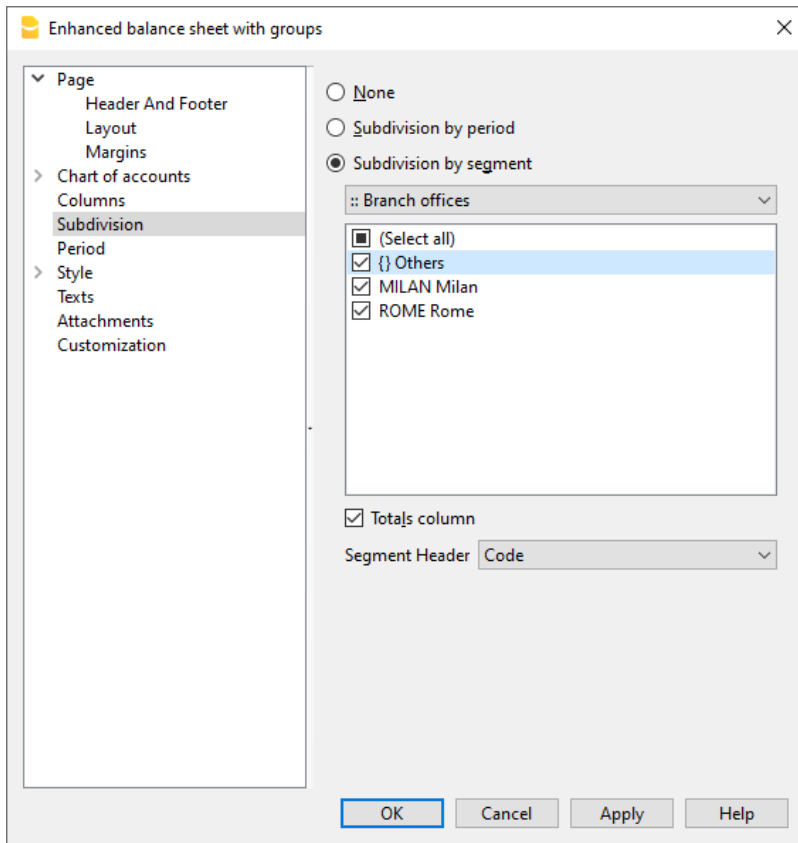 Enhanced balance sheet with groups
Page
Header And Footer
Layout
Margins
Chart of accounts
Columns
Subdivision
Period
Style
Texts
Attachments
Customization
None
Subdivision by period
Subdivision by segment
:: Branch offices
(Select all)
{} Others
MILAN Milan
ROME Rome
Totals column
Segment Header Code
OK Cancel Apply Help